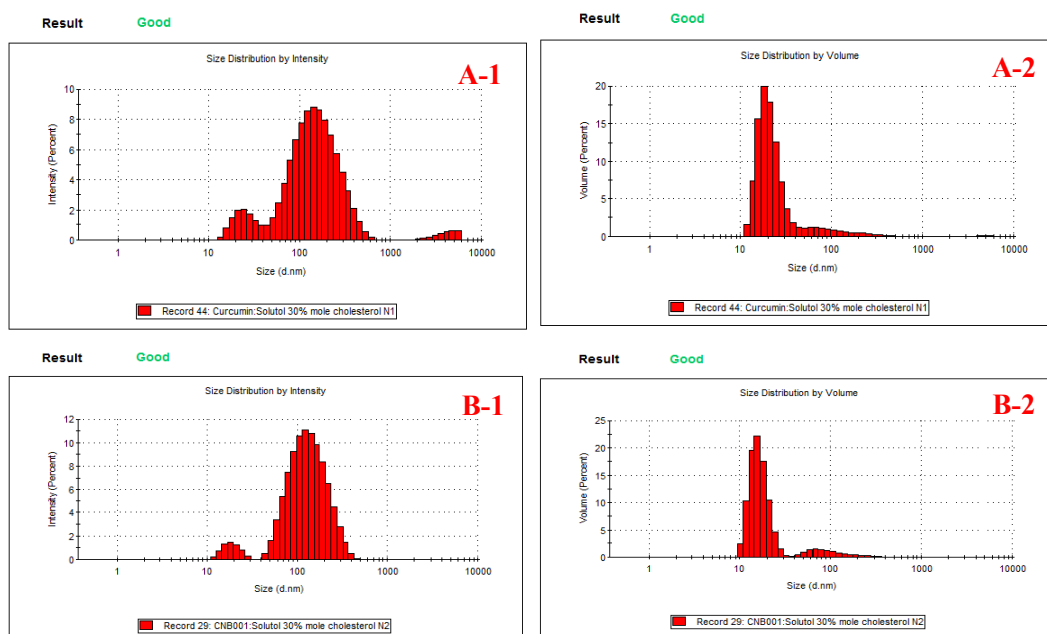 Result Good
Size Distribution by Intensity
A-1
10
8
6
4
2
0
Intensity (Percent)
1 10 100 1000 10000
Size (d.nm)
Record 44: Curcumin:Solutol 30% mole cholesterol N1
Result Good
Size Distribution by Volume
A-2
20
15
10
5
0
Volume (Percent)
1 10 100 1000 10000
Size (d.nm)
Record 44: Curcumin:Solutol 30% mole cholesterol N1
Result Good
Size Distribution by Intensity
B-1
12
10
8
6
4
2
0
Intensity (Percent)
1 10 100 1000 10000
Size (d.nm)
Record 29: CNB001:Solutol 30% mole cholesterol N2
Result Good
Size Distribution by Volume
B-2
25
20
15
10
5
0
Volume (Percent)
1 10 100 1000 10000
Size (d.nm)
Record 29: CNB001:Solutol 30% mole cholesterol N2